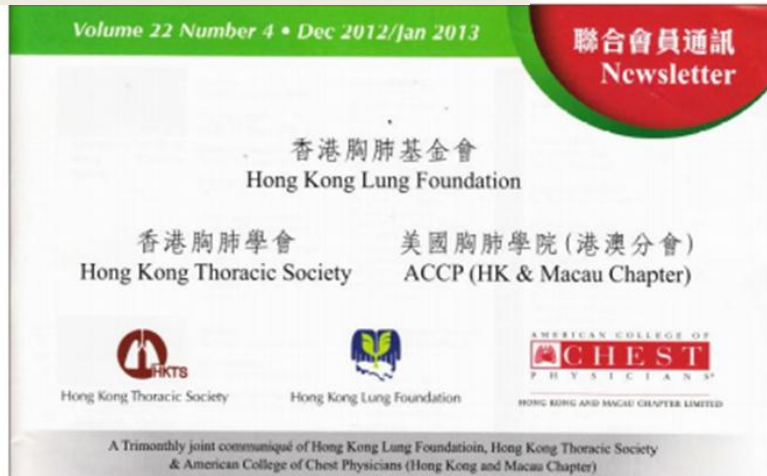 Volume 22 Number 4 • Dec 2012/Jan 2013
聯合會員通訊
Newsletter
香港胸肺基金會
Hong Kong Lung Foundation
香港胸肺學會
Hong Kong Thoracic Society
美國胸肺學院(港澳分會)
ACCP (HK & Macau Chapter)
HKTS
Hong Kong Thoracic Society
Hong Kong Lung Foundation
AMERICAN COLLEGE OF
CHEST
PHYSICIANS®
HONG KONG AND MACAU CHAPTER LIMITED
A Trimonthly joint communiqué of Hong Kong Lung Foundatioin, Hong Kong Thoracic Society
& American College of Chest Physicians (Hong Kong and Macau Chapter)